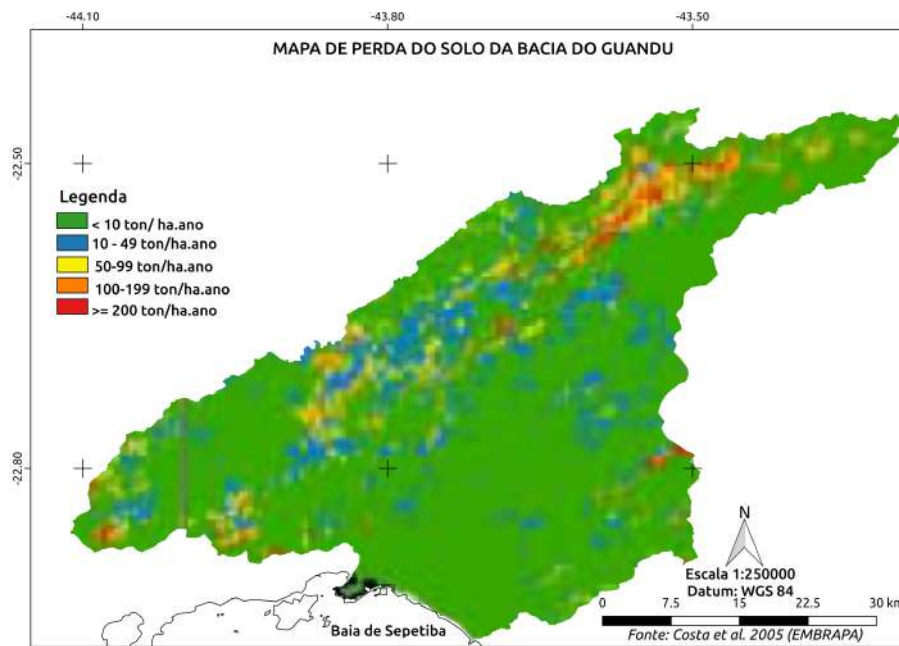 -44.10
-43.80
-43.50
MAPA DE PERDA DO SOLO DA BACIA DO GUANDU
-22.50
Legenda
< 10 ton/ ha.ano
10 - 49 ton/ha.ano
50-99 ton/ha.ano
100-199 ton/ha.ano
>= 200 ton/ha.ano
-22.80
N
Escala 1:250000
Datum: WGS 84
0 7.5 15 22.5 30 km
Baia de Sepetiba
Fonte: Costa et al. 2005 (EMBRAPA)